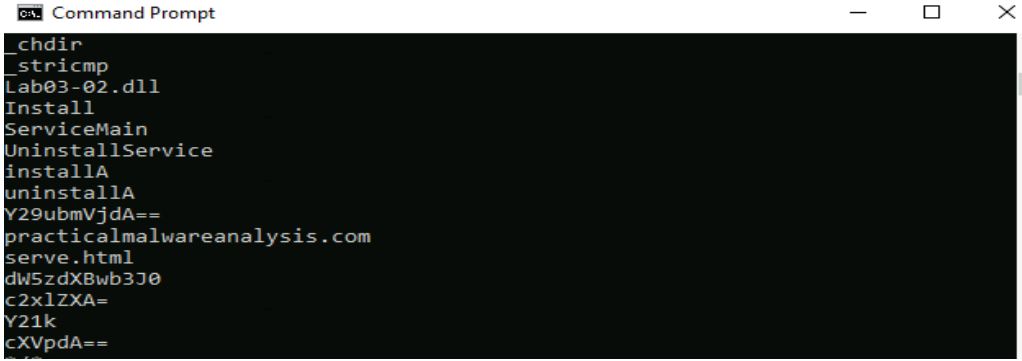 Command Prompt
_chdir
_stricmp
Lab03-02.dll
Install
ServiceMain
UninstallService
installA
uninstallA
Y29ubmVjdA==
practicalmalwareanalysis.com
serve.html
dW5zdXBwb3J0
c2xlZXA=
Y21k
cXVpdA==